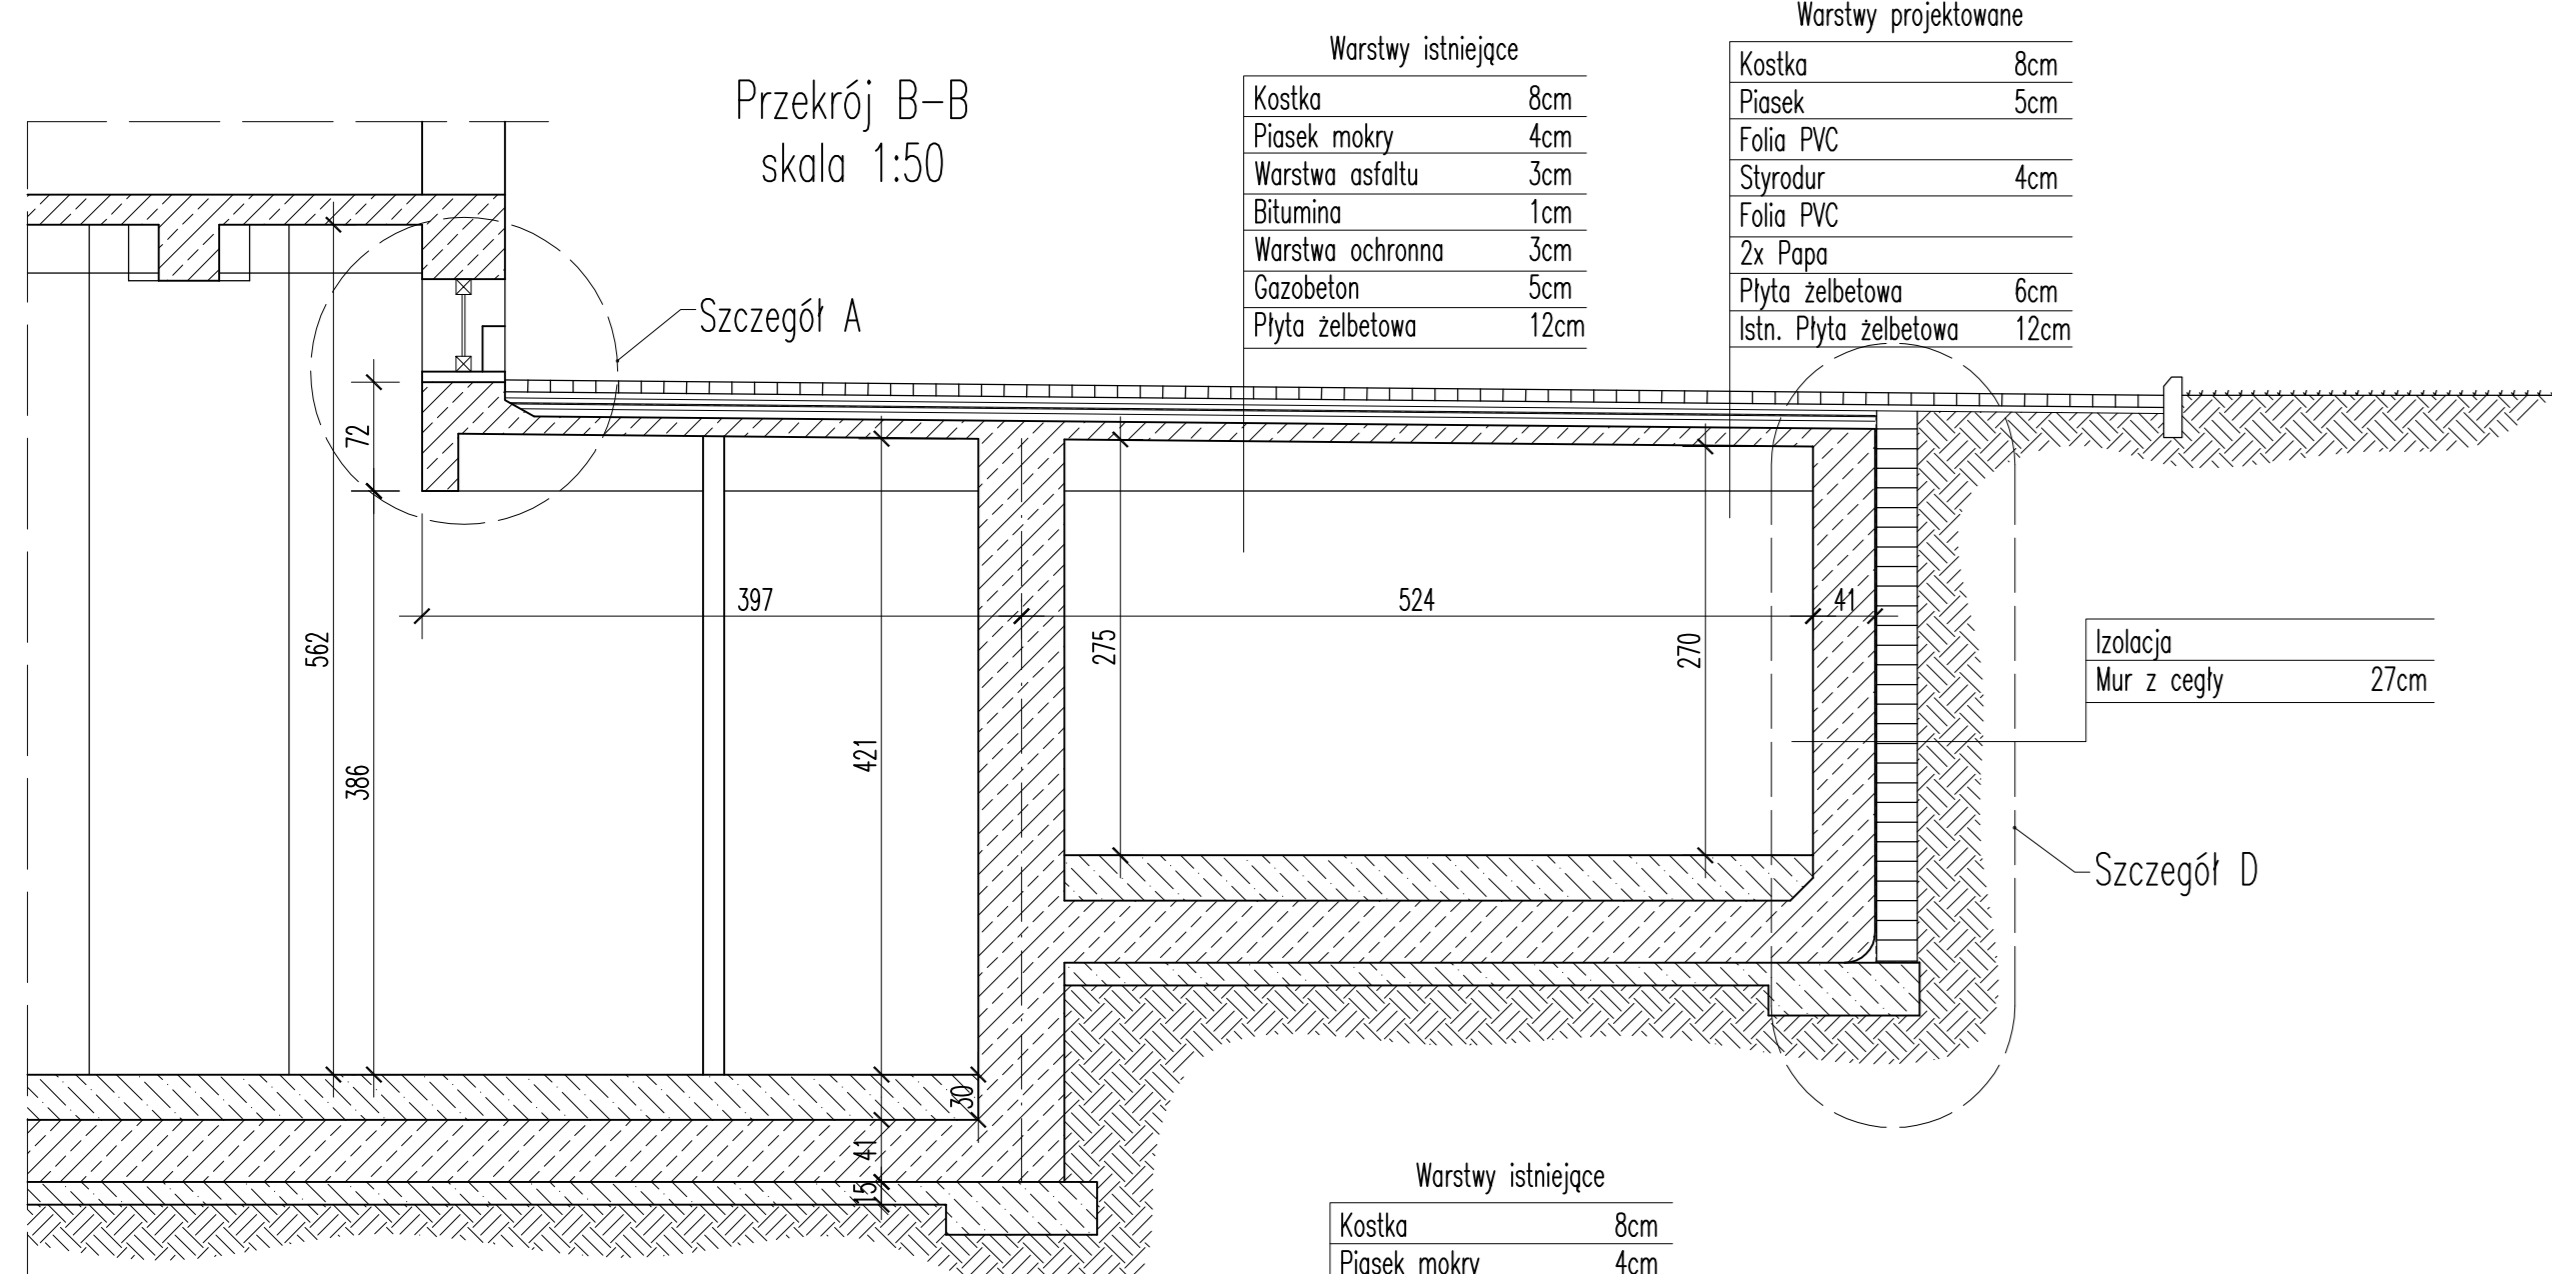 Przekrój B-B
skala 1:50
Warstwy istniejące
Kostka 8cm
Piasek mokry 4cm
Warstwa asfaltu 3cm
Bitumina 1cm
Warstwa ochronna 3cm
Gazobeton 5cm
Płyta żelbetowa 12cm
Warstwy projektowane
Kostka 8cm
Piasek 5cm
Folia PVC
Styrodur 4cm
Folia PVC
2x Papa
Płyta żelbetowa 6cm
Istn. Płyta żelbetowa 12cm
Szczegół A
72
397
524
41
562
275
270
386
421
Izolacja
Mur z cegły 27cm
Szczegół D
30
41
15
Warstwy istniejące
Kostka 8cm
Piasek mokry 4cm